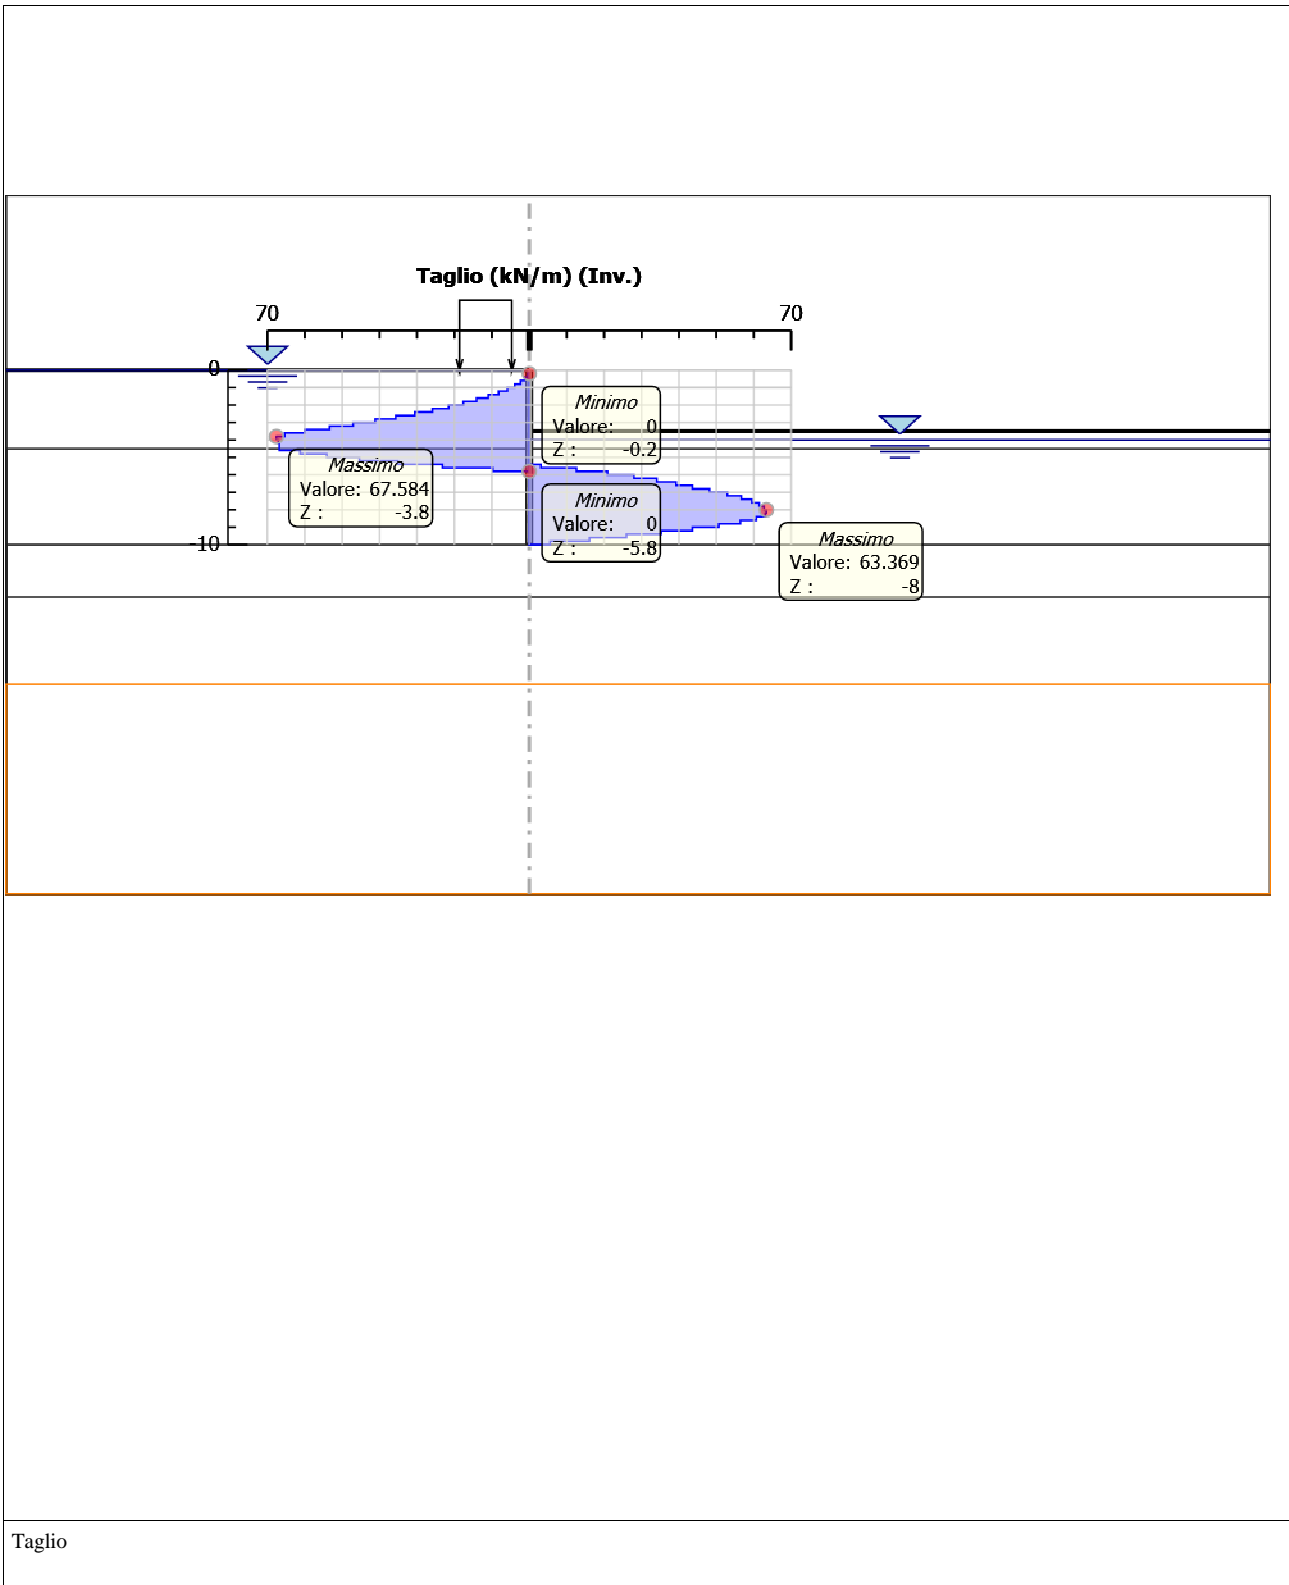 Taglio (kN/m) (Inv.)
70
70
0
Minimo
Valore: 0
Z : -0.2
Massimo
Valore: 67.584
Z : -3.8
Minimo
Valore: 0
Z : -5.8
-10
Massimo
Valore: 63.369
Z : -8
Taglio